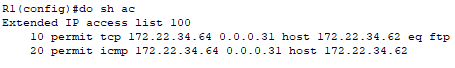 R1(config)#do sh ac
Extended IP access list 100
    10 permit tcp 172.22.34.64 0.0.0.31 host 172.22.34.62 eq ftp
    20 permit icmp 172.22.34.64 0.0.0.31 host 172.22.34.62